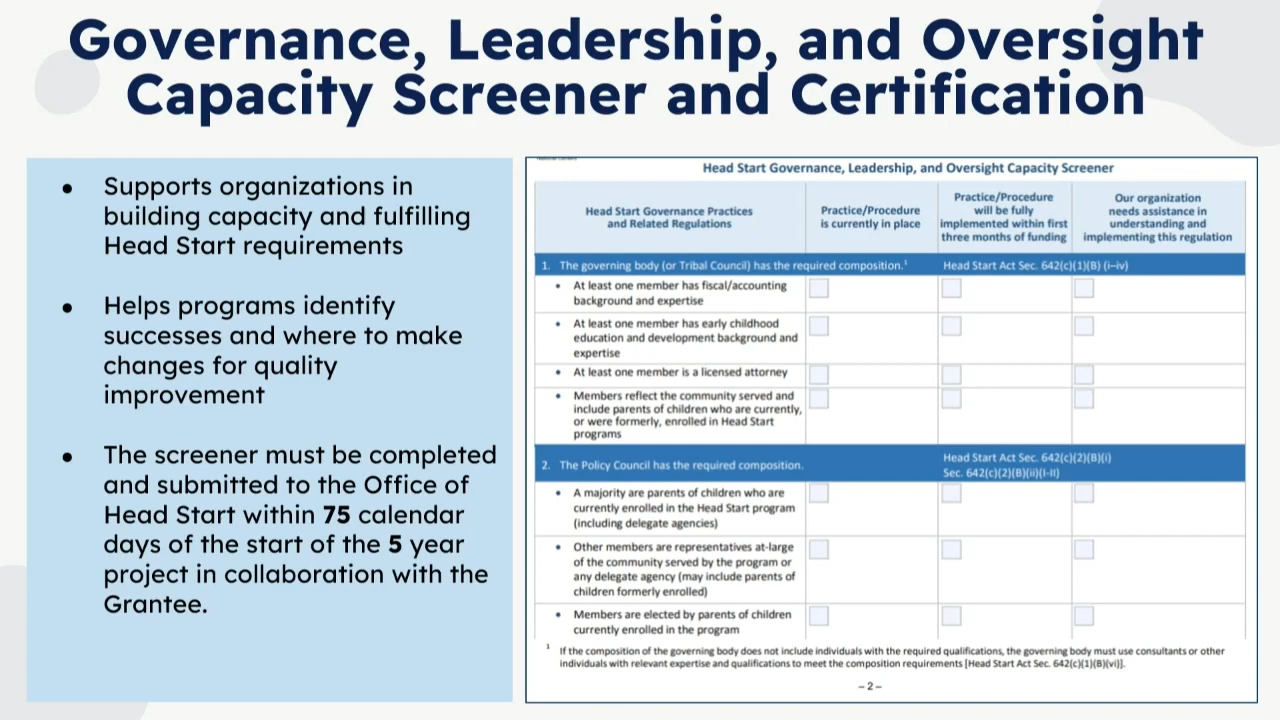 Governance, Leadership, and Oversight
Capacity Screener and Certification
● Supports organizations in
building capacity and fulfilling
Head Start requirements
● Helps programs identify
successes and where to make
changes for quality
improvement
● The screener must be completed
and submitted to the Office of
Head Start within 75 calendar
days of the start of the 5 year
project in collaboration with the
Grantee.
Head Start Governance, Leadership, and Oversight Capacity Screener
Head Start Governance Practices
and Related Regulations
Practice/Procedure
is currently in place
Practice/Procedure
will be fully
implemented within first
three months of funding
Our organization
needs assistance in
understanding and
implementing this regulation
1. The governing body (or Tribal Council) has the required composition.1 Head Start Act Sec. 642(c)(1)(B) (i–iv)
• At least one member has fiscal/accounting
background and expertise
• At least one member has early childhood
education and development background and
expertise
• At least one member is a licensed attorney
• Members reflect the community served and
include parents of children who are currently,
or were formerly, enrolled in Head Start
programs
2. The Policy Council has the required composition.
Head Start Act Sec. 642(c)(2)(B)(i)
Sec. 642(c)(2)(B)(ii)(I-II)
• A majority are parents of children who are
currently enrolled in the Head Start program
(including delegate agencies)
• Other members are representatives at-large
of the community served by the program or
any delegate agency (may include parents of
children formerly enrolled)
• Members are elected by parents of children
currently enrolled in the program
1 If the composition of the governing body does not include individuals with the required qualifications, the governing body must use consultants or other
individuals with relevant expertise and qualifications to meet the composition requirements [Head Start Act Sec. 642(c)(1)(B)(vi)].
– 2 –